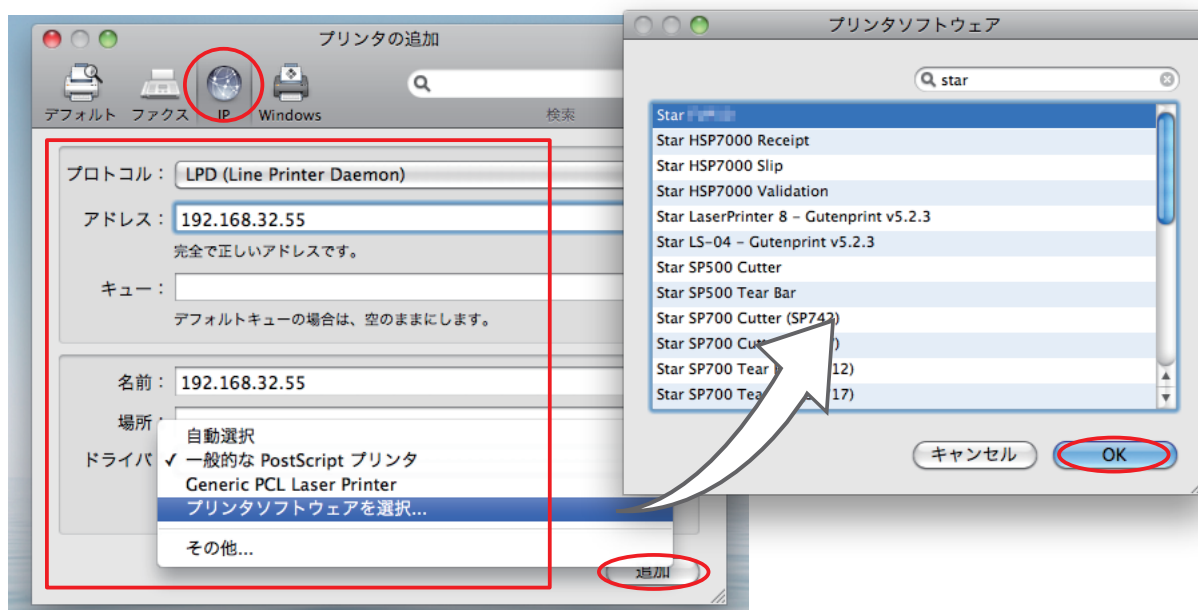 プリンタの追加
デフォルト ファクス IP Windows 検索
プロトコル： LPD (Line Printer Daemon)
アドレス： 192.168.32.55
完全で正しいアドレスです。
キュー：
デフォルトキューの場合は、空のままにします。
名前： 192.168.32.55
場所：
ドライバ
自動選択
✓ 一般的な PostScript プリンタ
Generic PCL Laser Printer
プリンタソフトウェアを選択...
その他...
追加
プリンタソフトウェア
star
Star
Star HSP7000 Receipt
Star HSP7000 Slip
Star HSP7000 Validation
Star LaserPrinter 8 – Gutenprint v5.2.3
Star LS–04 – Gutenprint v5.2.3
Star SP500 Cutter
Star SP500 Tear Bar
Star SP700 Cutter (SP742)
Star SP700
Star SP700 Tear 12)
Star SP700 17)
キャンセル OK